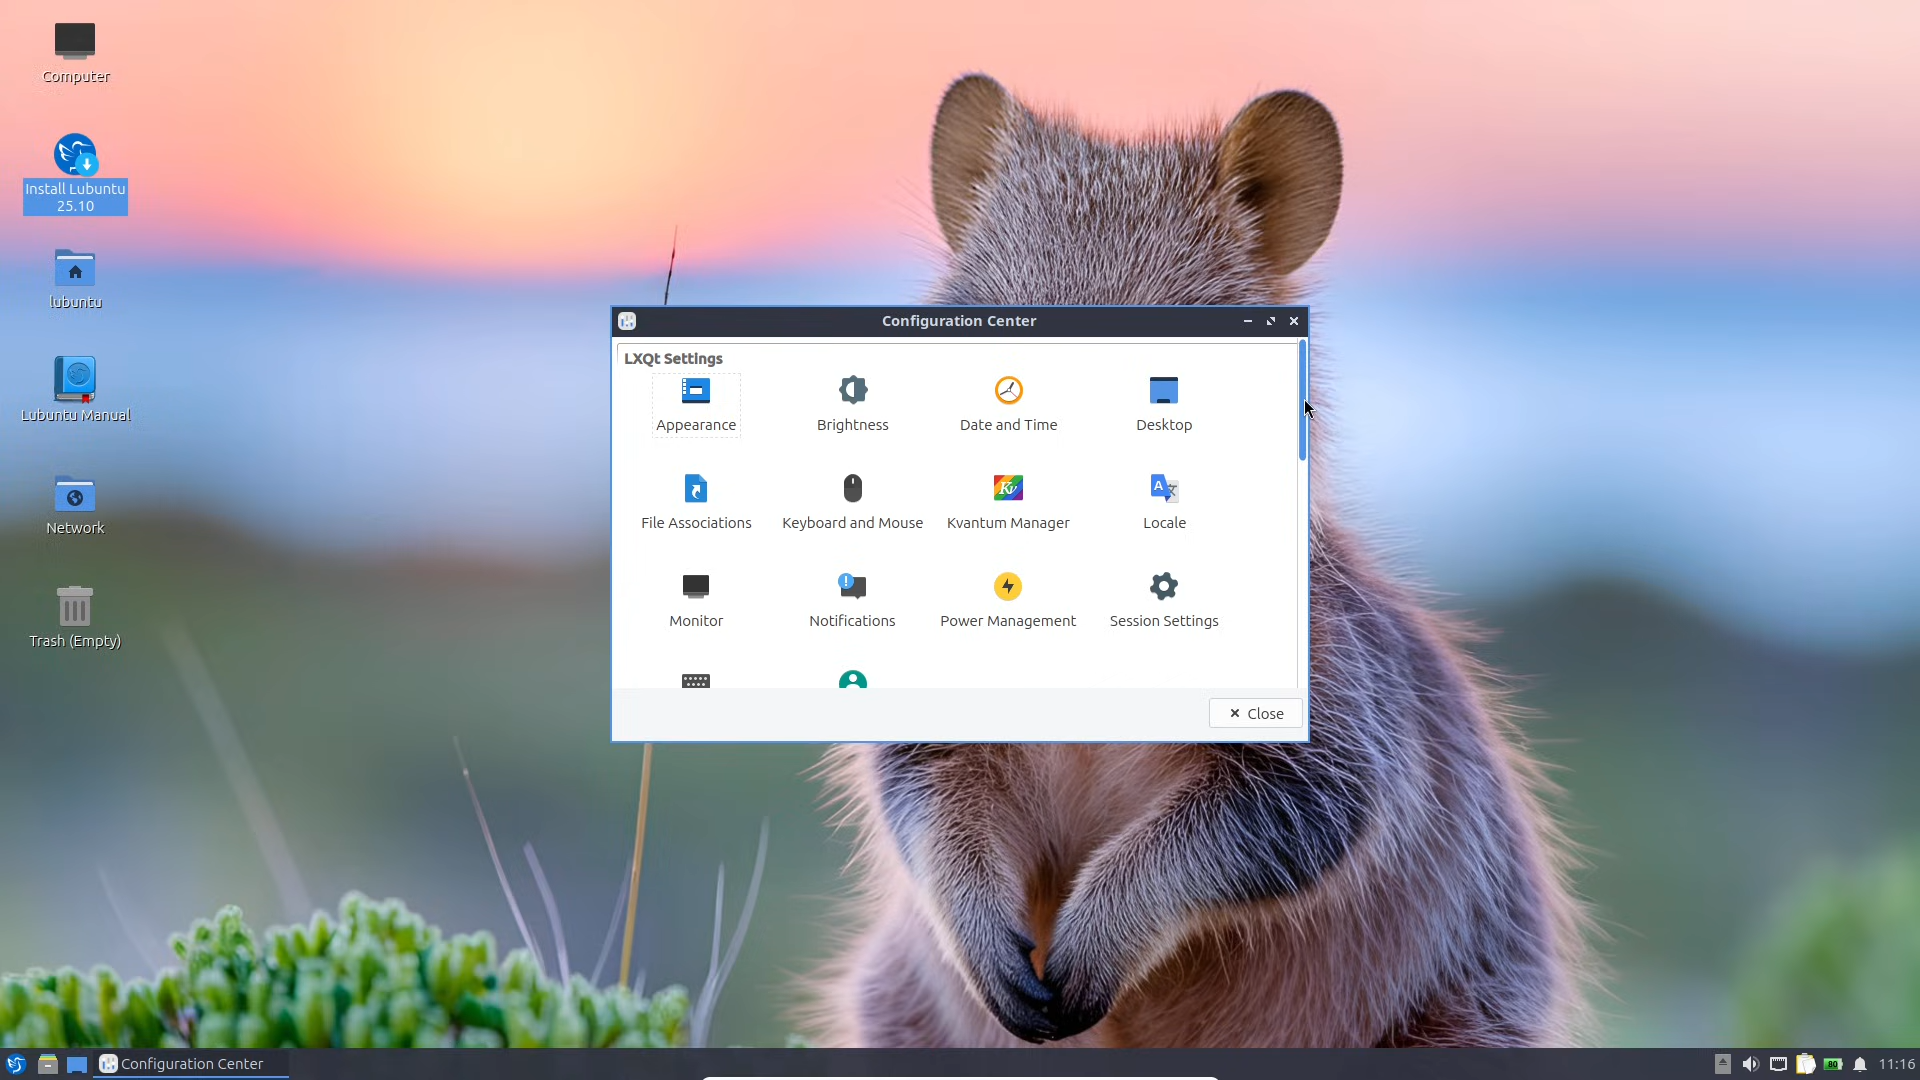 Computer
Install Lubuntu
25.10
lubuntu
Lubuntu Manual
Network
Trash (Empty)
Configuration Center
LXQt Settings
Appearance
Brightness
Date and Time
Desktop
File Associations
Keyboard and Mouse
Kvantum Manager
Locale
Monitor
Notifications
Power Management
Session Settings
Close
Configuration Center
80
11:16